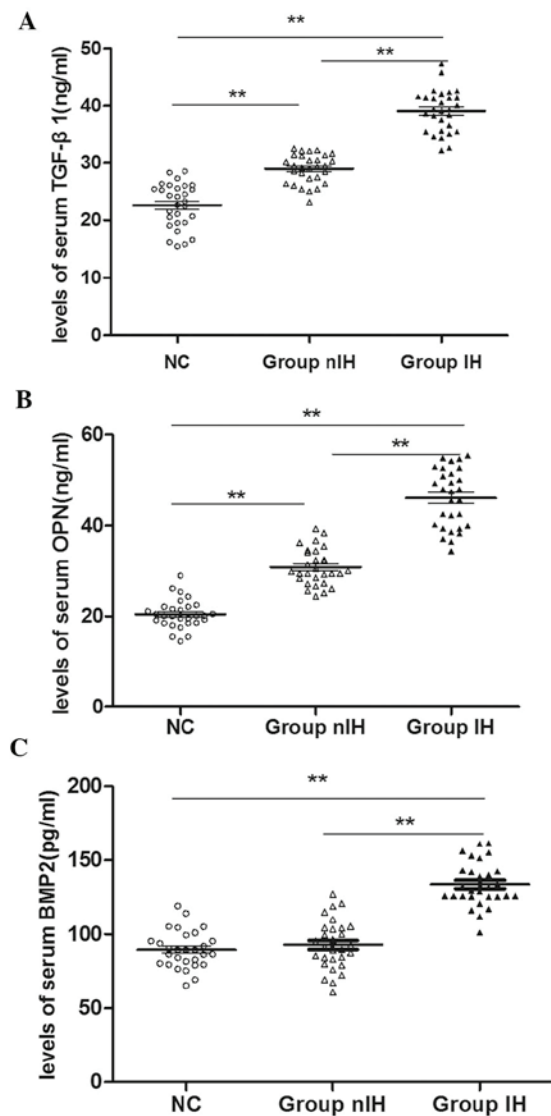 A
levels of serum TGF-β 1(ng/ml)
50
40
30
20
10
0
**
**
**
NC
Group nIH
Group IH
B
levels of serum OPN(ng/ml)
60
40
20
0
**
**
**
NC
Group nIH
Group IH
C
levels of serum BMP2(pg/ml)
200
150
100
50
0
**
**
NC
Group nIH
Group IH